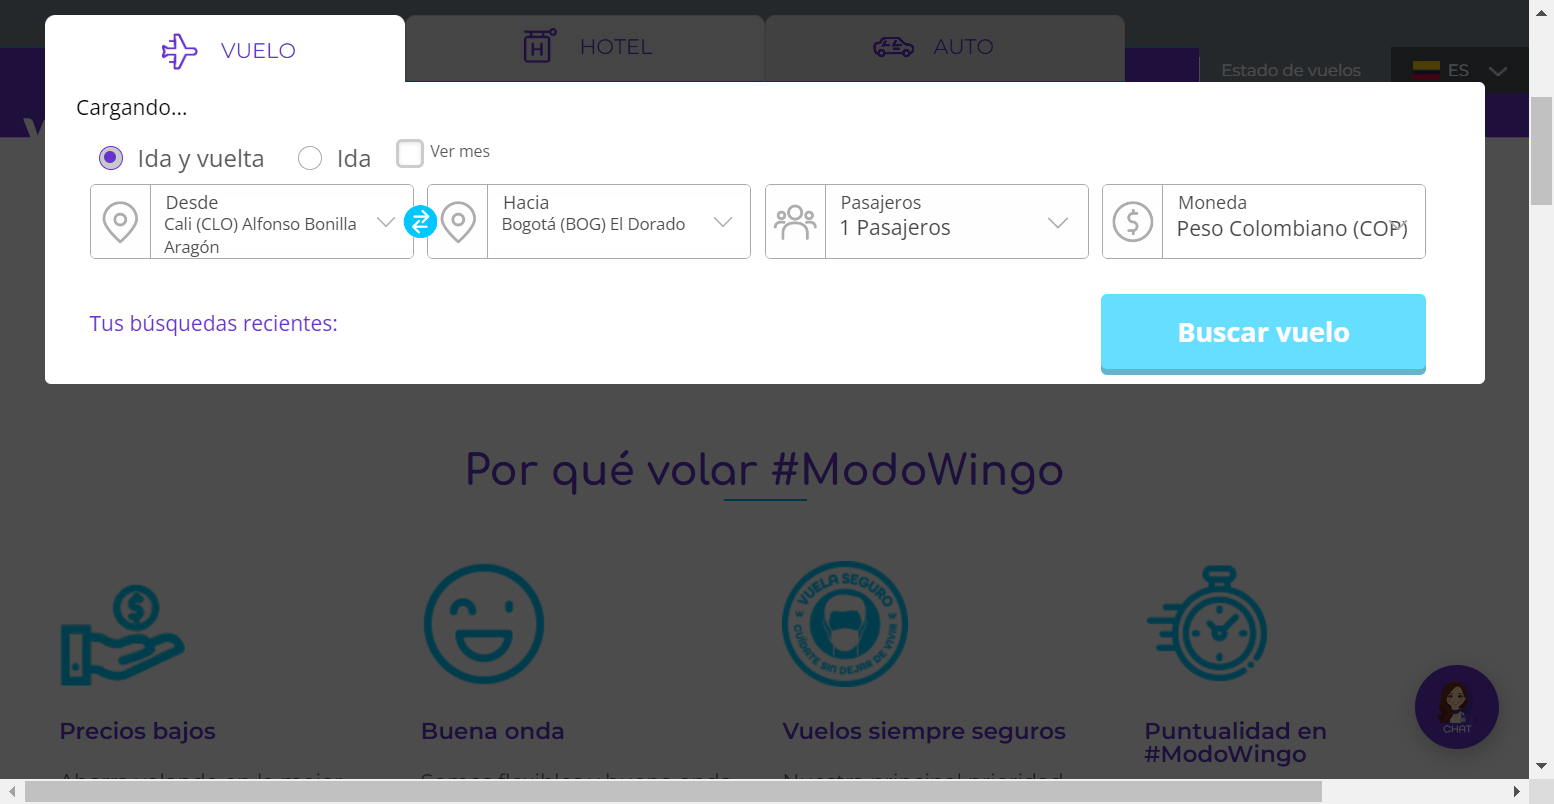 VUELO
HOTEL
AUTO
Estado de vuelos
ES
Cargando...
Ida y vuelta
Ida
Ver mes
Desde
Cali (CLO) Alfonso Bonilla
Aragón
Hacia
Bogotá (BOG) El Dorado
Pasajeros
1 Pasajeros
Moneda
Peso Colombiano (COP)
Tus búsquedas recientes:
Buscar vuelo
Por qué volar #ModoWingo
VUELA SEGURO
CUÍDATE SIN DEJAR DE VIVIR
Precios bajos
Buena onda
Vuelos siempre seguros
Puntualidad en
#ModoWingo
CHAT